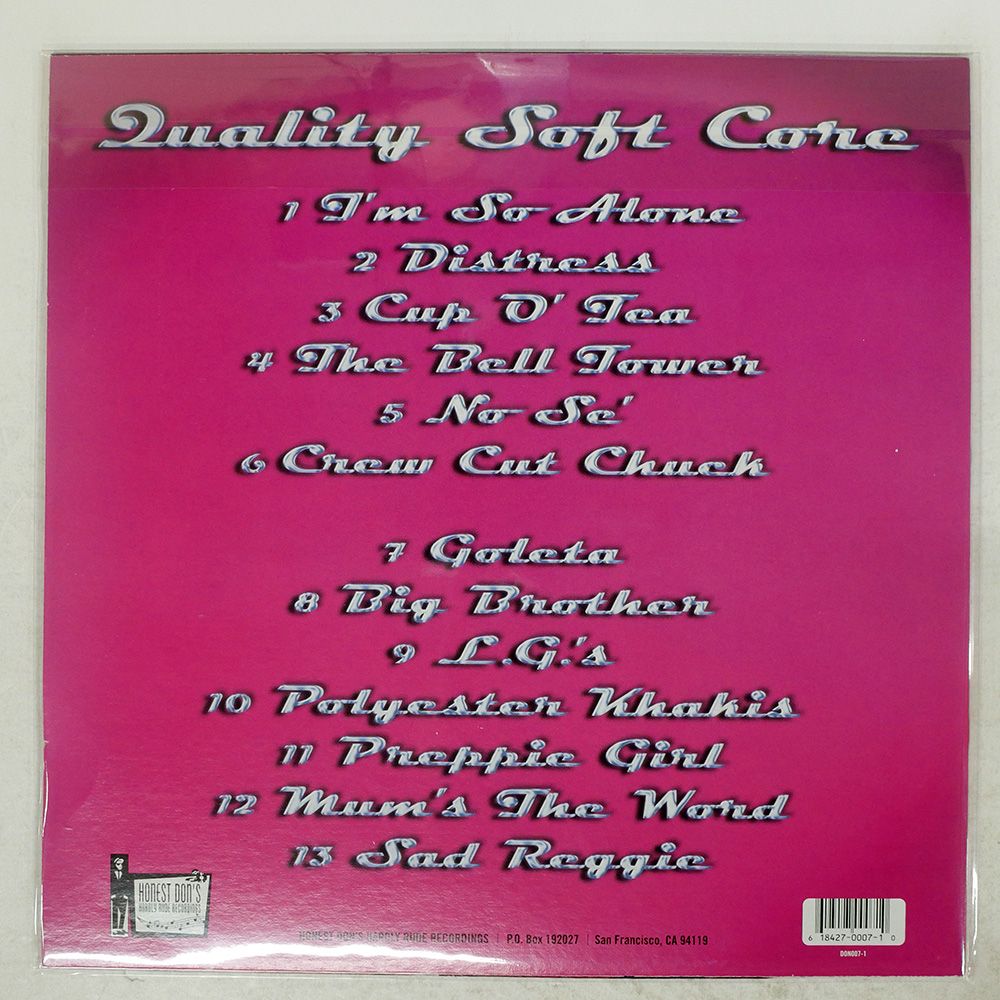 Quality Soft Core
1 I'm So Alone
2 Distress
3 Cup O' Tea
4 The Bell Tower
5 No Se'
6 Crew Cut Chuck
7 Goleta
8 Big Brother
9 L.G.'s
10 Polyester Khakis
11 Preppie Girl
12 Mum's The Word
13 Sad Reggie
HONEST DON'S
HARDLY RUDE RECORDINGS
HONEST DON'S HARDLY RUDE RECORDINGS | P.O. Box 192027 | San Francisco, CA 94119
6 18427-0007-1 0
DON007-1